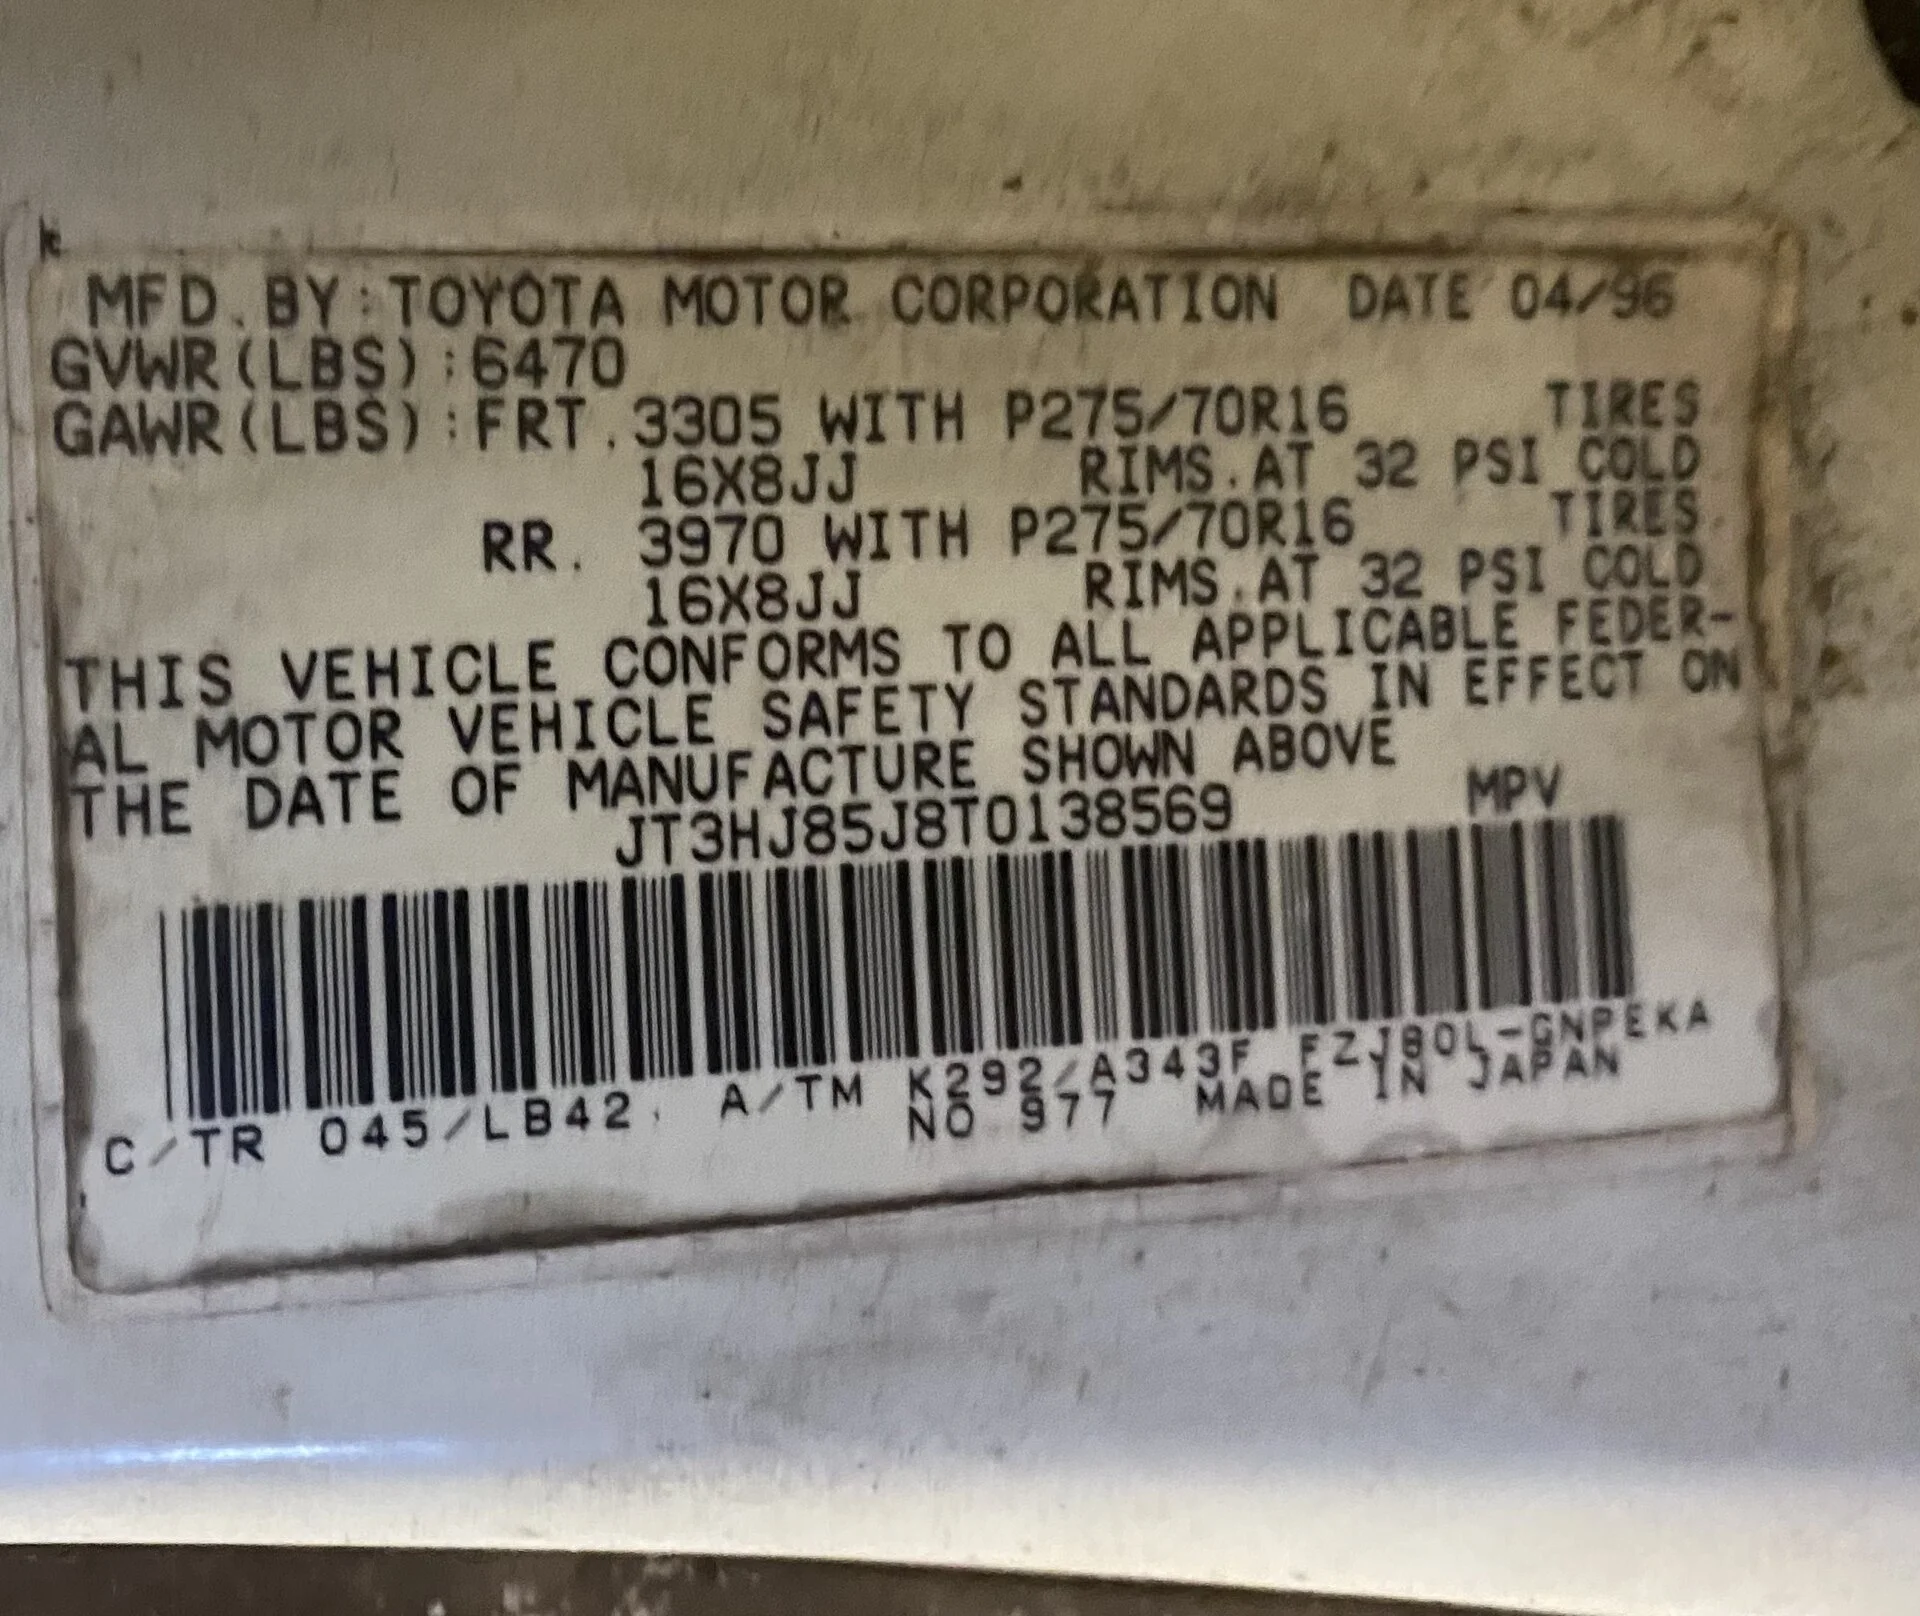 MFD. BY: TOYOTA MOTOR CORPORATION DATE 04/96
GVWR(LBS):6470
GAWR(LBS):FRT. 3305 WITH P275/70R16 TIRES
16X8JJ RIMS.AT 32 PSI COLD
RR. 3970 WITH P275/70R16 TIRES
16X8JJ RIMS.AT 32 PSI COLD
THIS VEHICLE CONFORMS TO ALL APPLICABLE FEDER-
AL MOTOR VEHICLE SAFETY STANDARDS IN EFFECT ON
THE DATE OF MANUFACTURE SHOWN ABOVE
JT3HJ85J8T0138569 MPV
C/TR 045/LB42. A/TM K292/A343F FZJ80L-GNPEKA
NO 977 MADE IN JAPAN